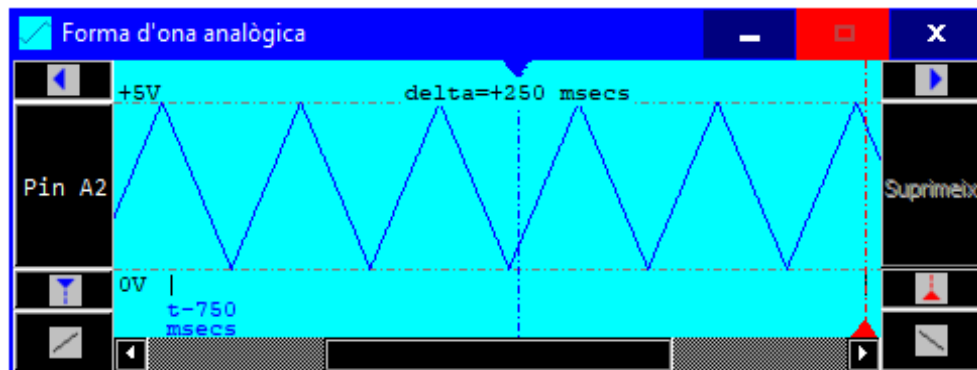 Forma d'ona analògica
+5V
delta=+250 msecs
Pin A2
Suprimeix
0V
t-750
msecs